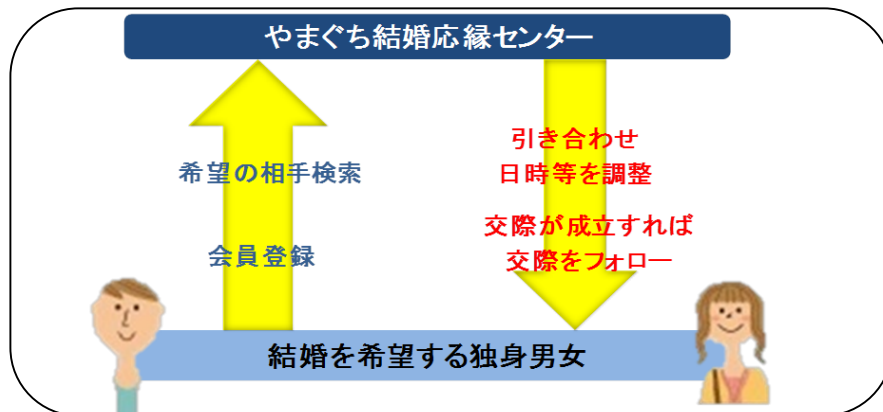 やまぐち結婚応縁センター
希望の相手検索
会員登録
引き合わせ
日時等を調整
交際が成立すれば
交際をフォロー
結婚を希望する独身男女